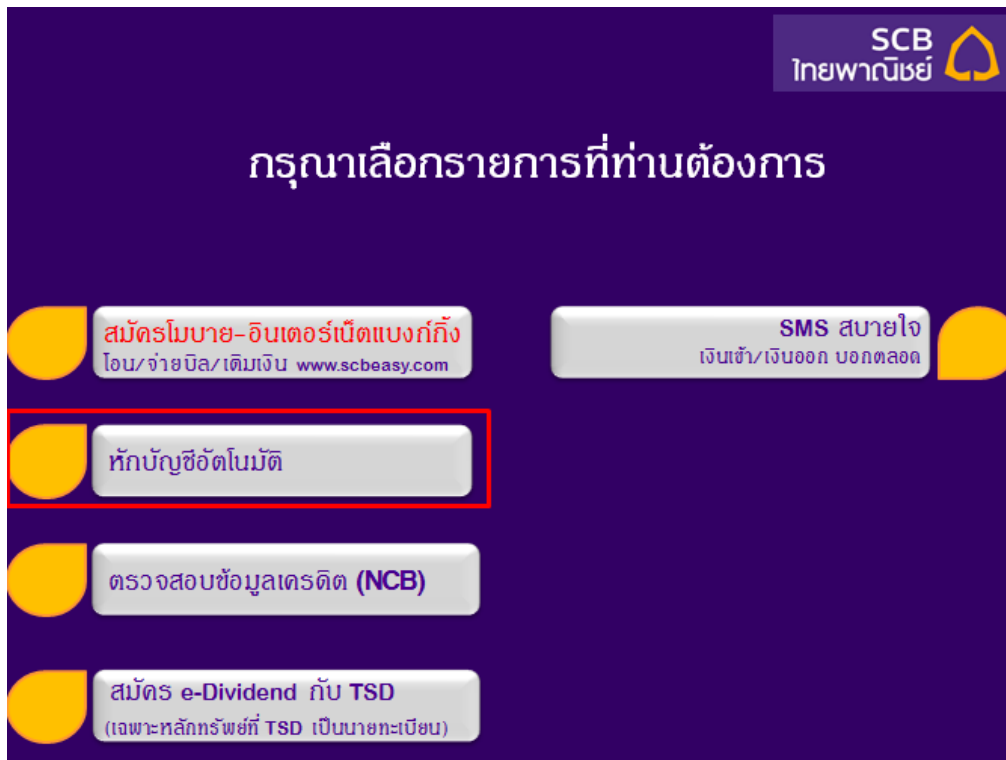 SCB
ไทยพาณิชย์
กรุณาเลือกรายการที่ท่านต้องการ
สมัครโมบาย-อินเตอร์เน็ตแบงก์กิ้ง
โอน/จ่ายบิล/เติมเงิน www.scbeasy.com
SMS สบายใจ
เงินเข้า/เงินออก บอกตลอด
หักบัญชีอัตโนมัติ
ตรวจสอบข้อมูลเครดิต (NCB)
สมัคร e-Dividend กับ TSD
(เฉพาะหลักทรัพย์ที่ TSD เป็นนายทะเบียน)